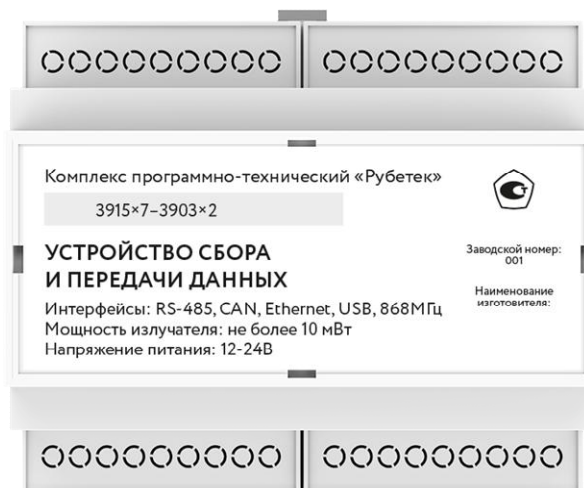 Комплекс программно-технический «Рубетек»
3915×7–3903×2
УСТРОЙСТВО СБОРА
И ПЕРЕДАЧИ ДАННЫХ
Интерфейсы: RS-485, CAN, Ethernet, USB, 868МГц
Мощность излучателя: не более 10 мВт
Напряжение питания: 12-24В
Заводской номер:
001
Наименование
изготовителя: